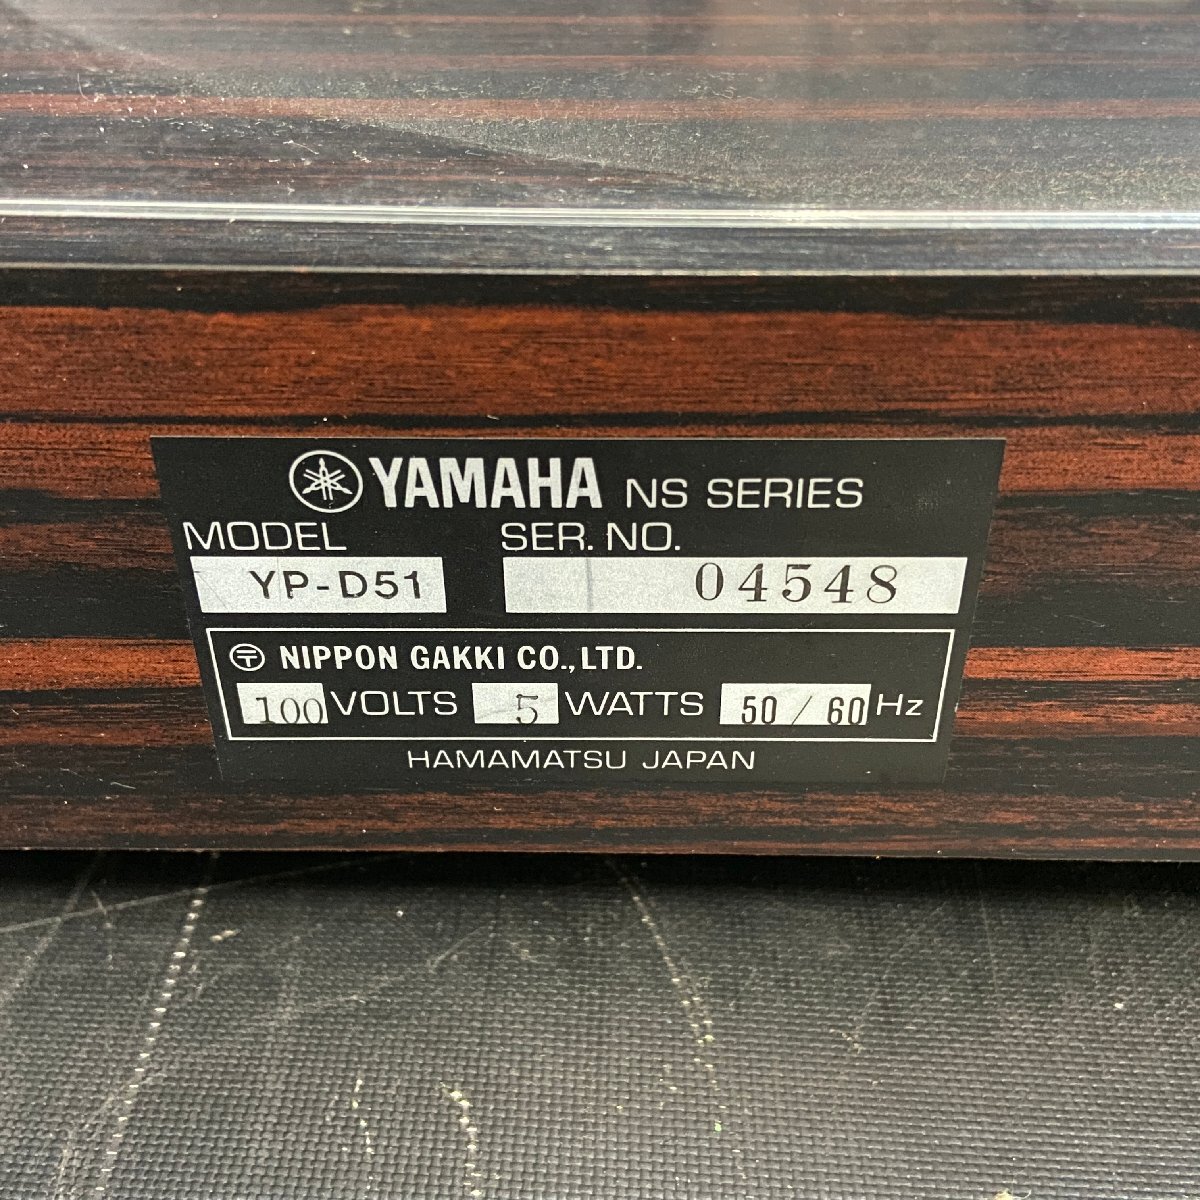 YAMAHA NS SERIES
MODEL SER. NO.
YP-D51 04548
〒 NIPPON GAKKI CO., LTD.
100 VOLTS 5 WATTS 50 / 60 Hz
HAMAMATSU JAPAN